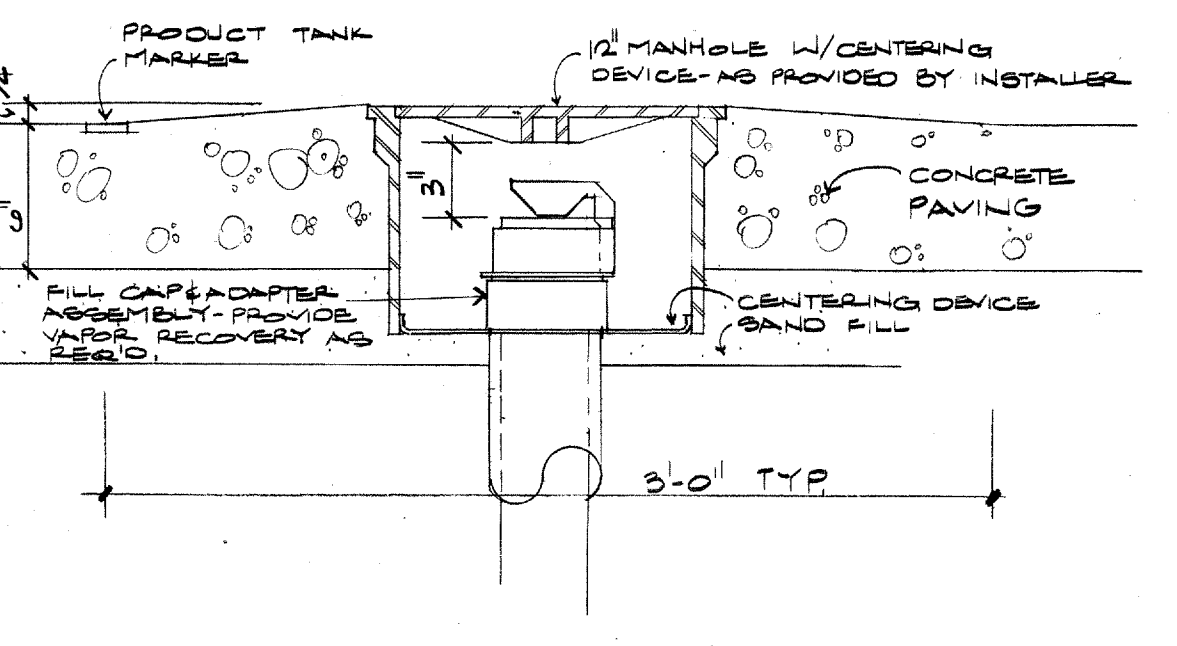 PRODUCT TANK
MARKER
12" MANHOLE W/CENTERING
DEVICE-AS PROVIDED BY INSTALLER
3"
CONCRETE
PAVING
FILL CAP & ADAPTER
ASSEMBLY-PROVIDE
VAPOR RECOVERY AS
REQ'D.
CENTERING DEVICE
SAND FILL
3'-0" TYP.